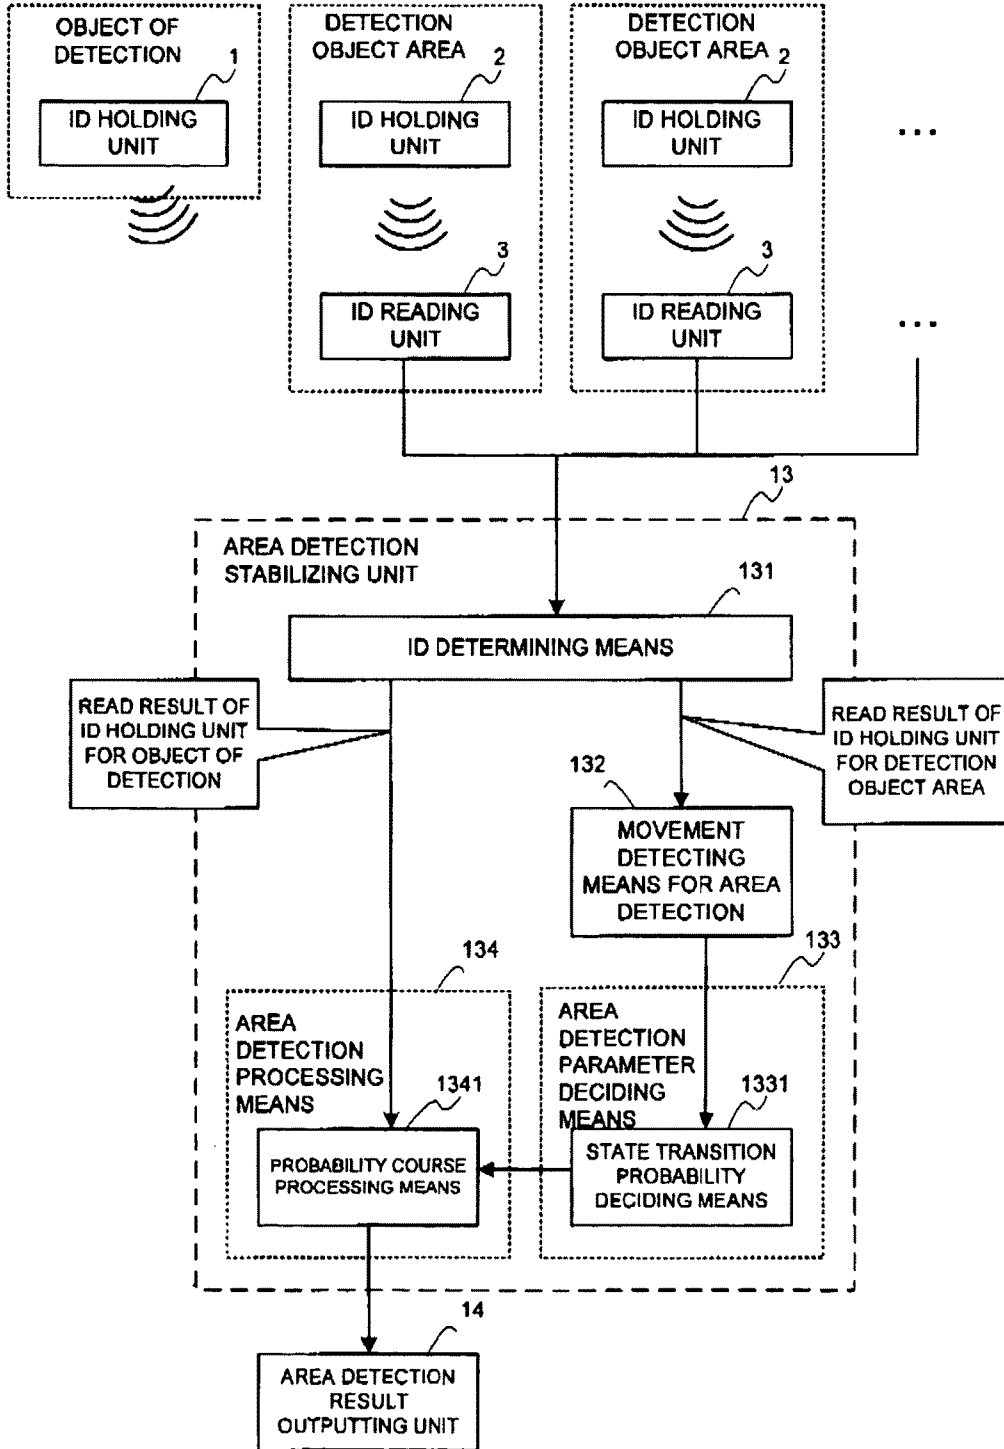 OBJECT OF
DETECTION
1
ID HOLDING
UNIT
DETECTION
OBJECT AREA
2
ID HOLDING
UNIT
3
ID READING
UNIT
DETECTION
OBJECT AREA
2
ID HOLDING
UNIT
3
ID READING
UNIT
...
...
13
AREA DETECTION
STABILIZING UNIT
131
ID DETERMINING MEANS
READ RESULT OF
ID HOLDING UNIT
FOR OBJECT OF
DETECTION
READ RESULT OF
ID HOLDING UNIT
FOR DETECTION
OBJECT AREA
132
MOVEMENT
DETECTING
MEANS FOR AREA
DETECTION
134
AREA
DETECTION
PROCESSING
MEANS
1341
PROBABILITY COURSE
PROCESSING MEANS
133
AREA
DETECTION
PARAMETER
DECIDING
MEANS
1331
STATE TRANSITION
PROBABILITY
DECIDING MEANS
14
AREA DETECTION
RESULT
OUTPUTTING UNIT